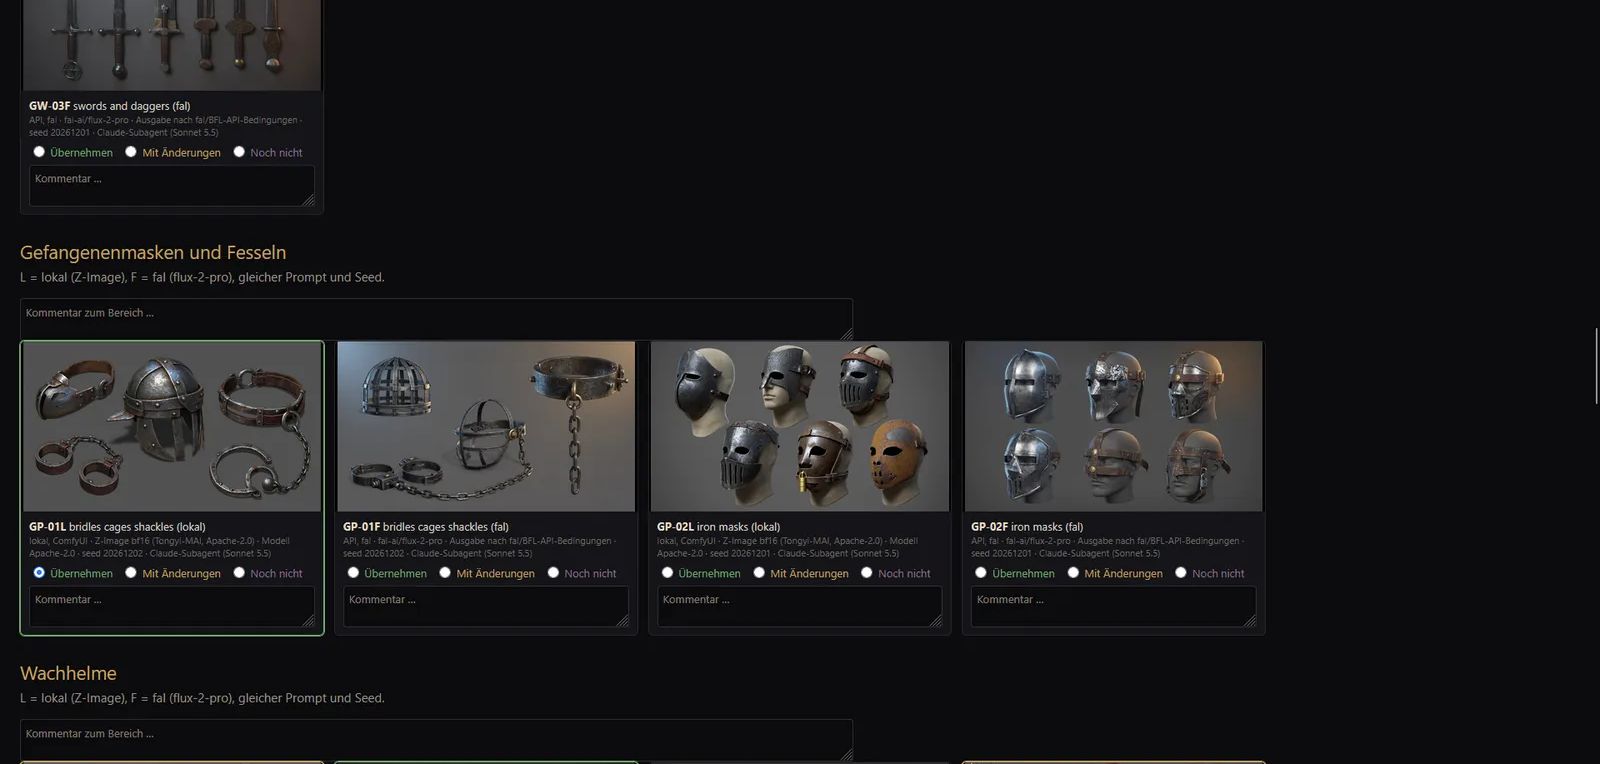 GW-03F swords and daggers (fal)
API, fal · fal-ai/flux-2-pro · Ausgabe nach fal/BFL-API-Bedingungen ·
seed 20261201 · Claude-Subagent (Sonnet 5.5)
Übernehmen Mit Änderungen Noch nicht
Kommentar ...
Gefangenenmasken und Fesseln
L = lokal (Z-Image), F = fal (flux-2-pro), gleicher Prompt und Seed.
Kommentar zum Bereich ...
GP-01L bridles cages shackles (lokal)
lokal, ComfyUI · Z-Image bf16 (Tongyi-MAI, Apache-2.0) · Modell
Apache-2.0 · seed 20261202 · Claude-Subagent (Sonnet 5.5)
Übernehmen Mit Änderungen Noch nicht
Kommentar ...
GP-01F bridles cages shackles (fal)
API, fal · fal-ai/flux-2-pro · Ausgabe nach fal/BFL-API-Bedingungen ·
seed 20261202 · Claude-Subagent (Sonnet 5.5)
Übernehmen Mit Änderungen Noch nicht
Kommentar ...
GP-02L iron masks (lokal)
lokal, ComfyUI · Z-Image bf16 (Tongyi-MAI, Apache-2.0) · Modell
Apache-2.0 · seed 20261201 · Claude-Subagent (Sonnet 5.5)
Übernehmen Mit Änderungen Noch nicht
Kommentar ...
GP-02F iron masks (fal)
API, fal · fal-ai/flux-2-pro · Ausgabe nach fal/BFL-API-Bedingungen ·
seed 20261201 · Claude-Subagent (Sonnet 5.5)
Übernehmen Mit Änderungen Noch nicht
Kommentar ...
Wachhelme
L = lokal (Z-Image), F = fal (flux-2-pro), gleicher Prompt und Seed.
Kommentar zum Bereich ...